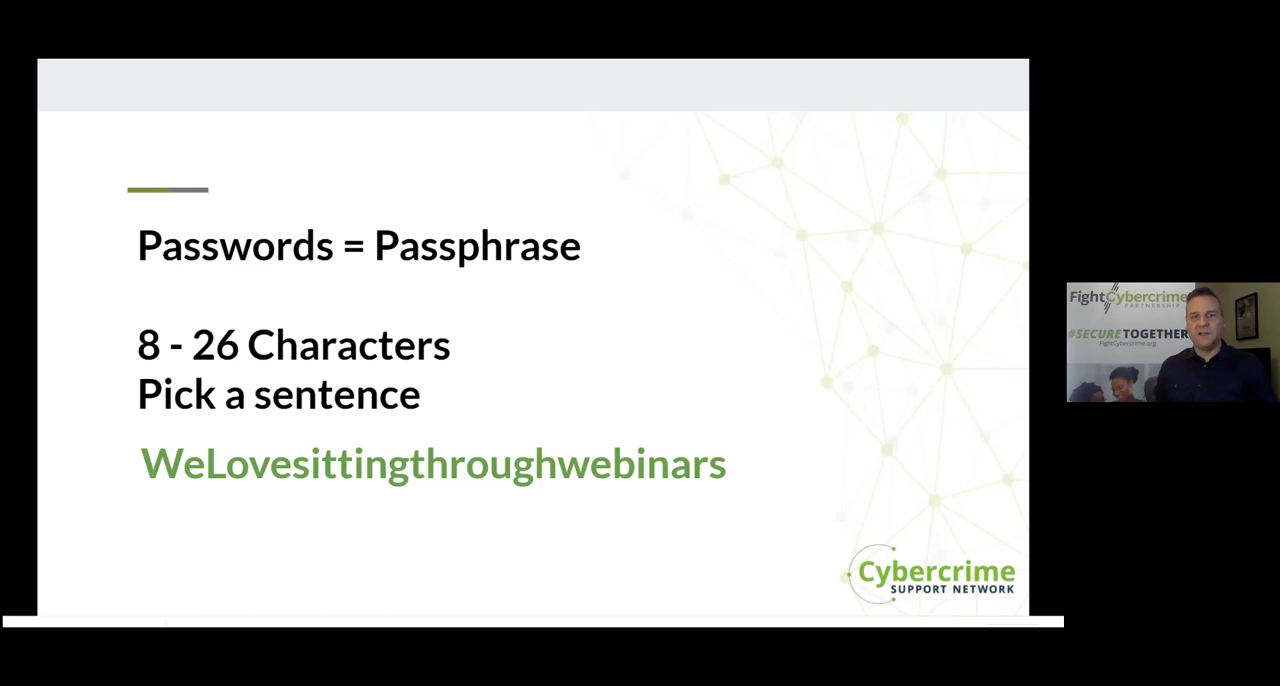 Passwords = Passphrase
8 - 26 Characters
Pick a sentence
WeLovesittingthroughwebinars
Cybercrime
SUPPORT NETWORK
FightCybercrime
PARTNERSHIP
#SECURETOGETHER
FightCybercrime.org